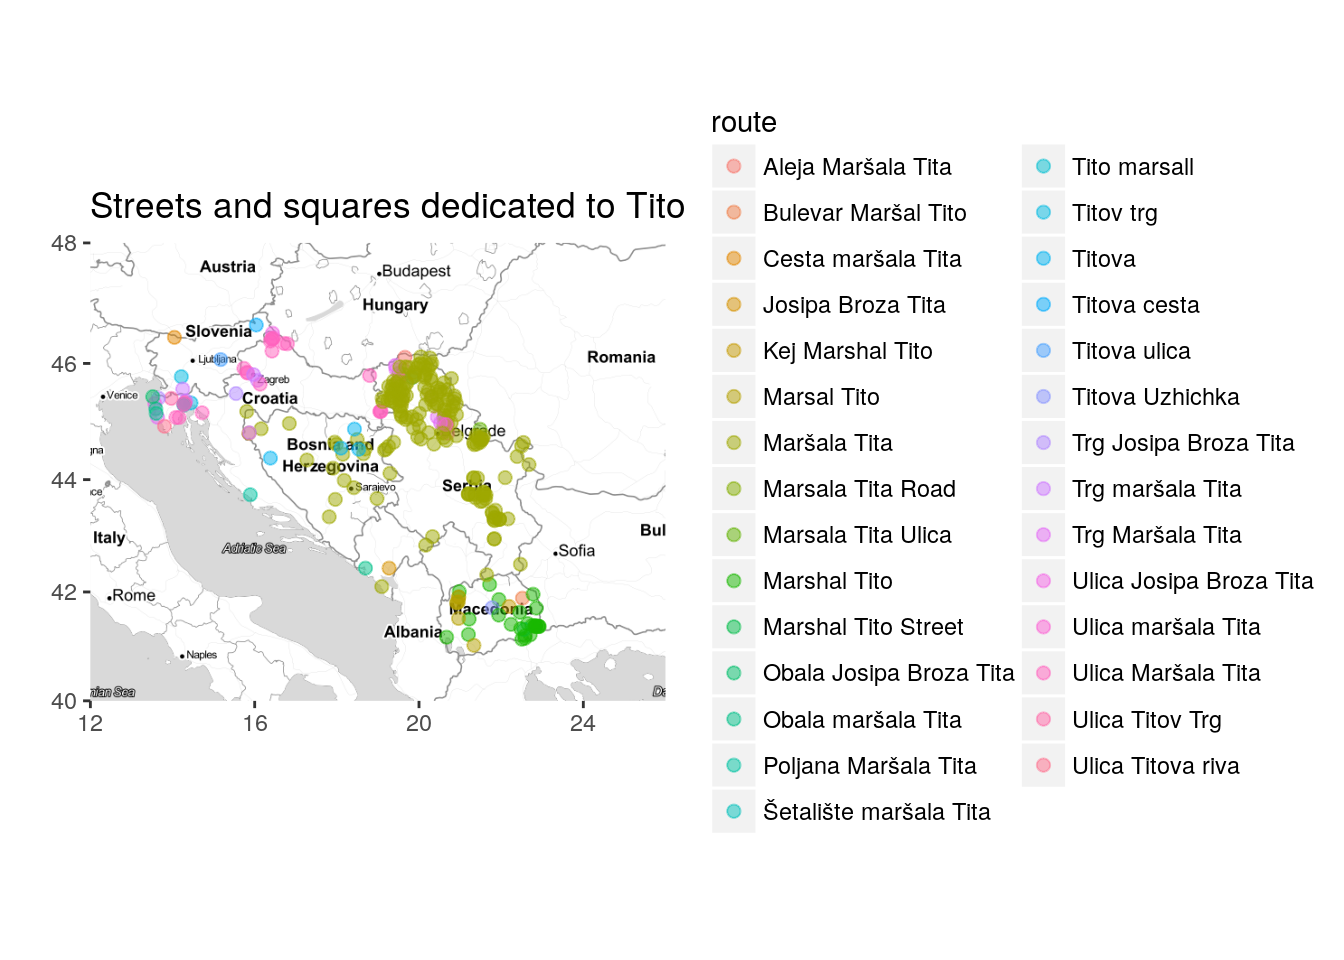 Streets and squares dedicated to Tito
48
46
44
42
40
12
16
20
24
Austria
Budapest
Hungary
Slovenia
Ljubljana
Romania
Venice
Zagreb
Croatia
Belgrade
Bosnia and
Herzegovina
Sarajevo
Serbia
gna
nce
Italy
Adriatic Sea
Sofia
Bul
Rome
Macedonia
Albania
Naples
nian Sea
Da
route
Aleja Maršala Tita
Bulevar Maršal Tito
Cesta maršala Tita
Josipa Broza Tita
Kej Marshal Tito
Marsal Tito
Maršala Tita
Marsala Tita Road
Marsala Tita Ulica
Marshal Tito
Marshal Tito Street
Obala Josipa Broza Tita
Obala maršala Tita
Poljana Maršala Tita
Šetalište maršala Tita
Tito marsall
Titov trg
Titova
Titova cesta
Titova ulica
Titova Uzhichka
Trg Josipa Broza Tita
Trg maršala Tita
Trg Maršala Tita
Ulica Josipa Broza Tita
Ulica maršala Tita
Ulica Maršala Tita
Ulica Titov Trg
Ulica Titova riva